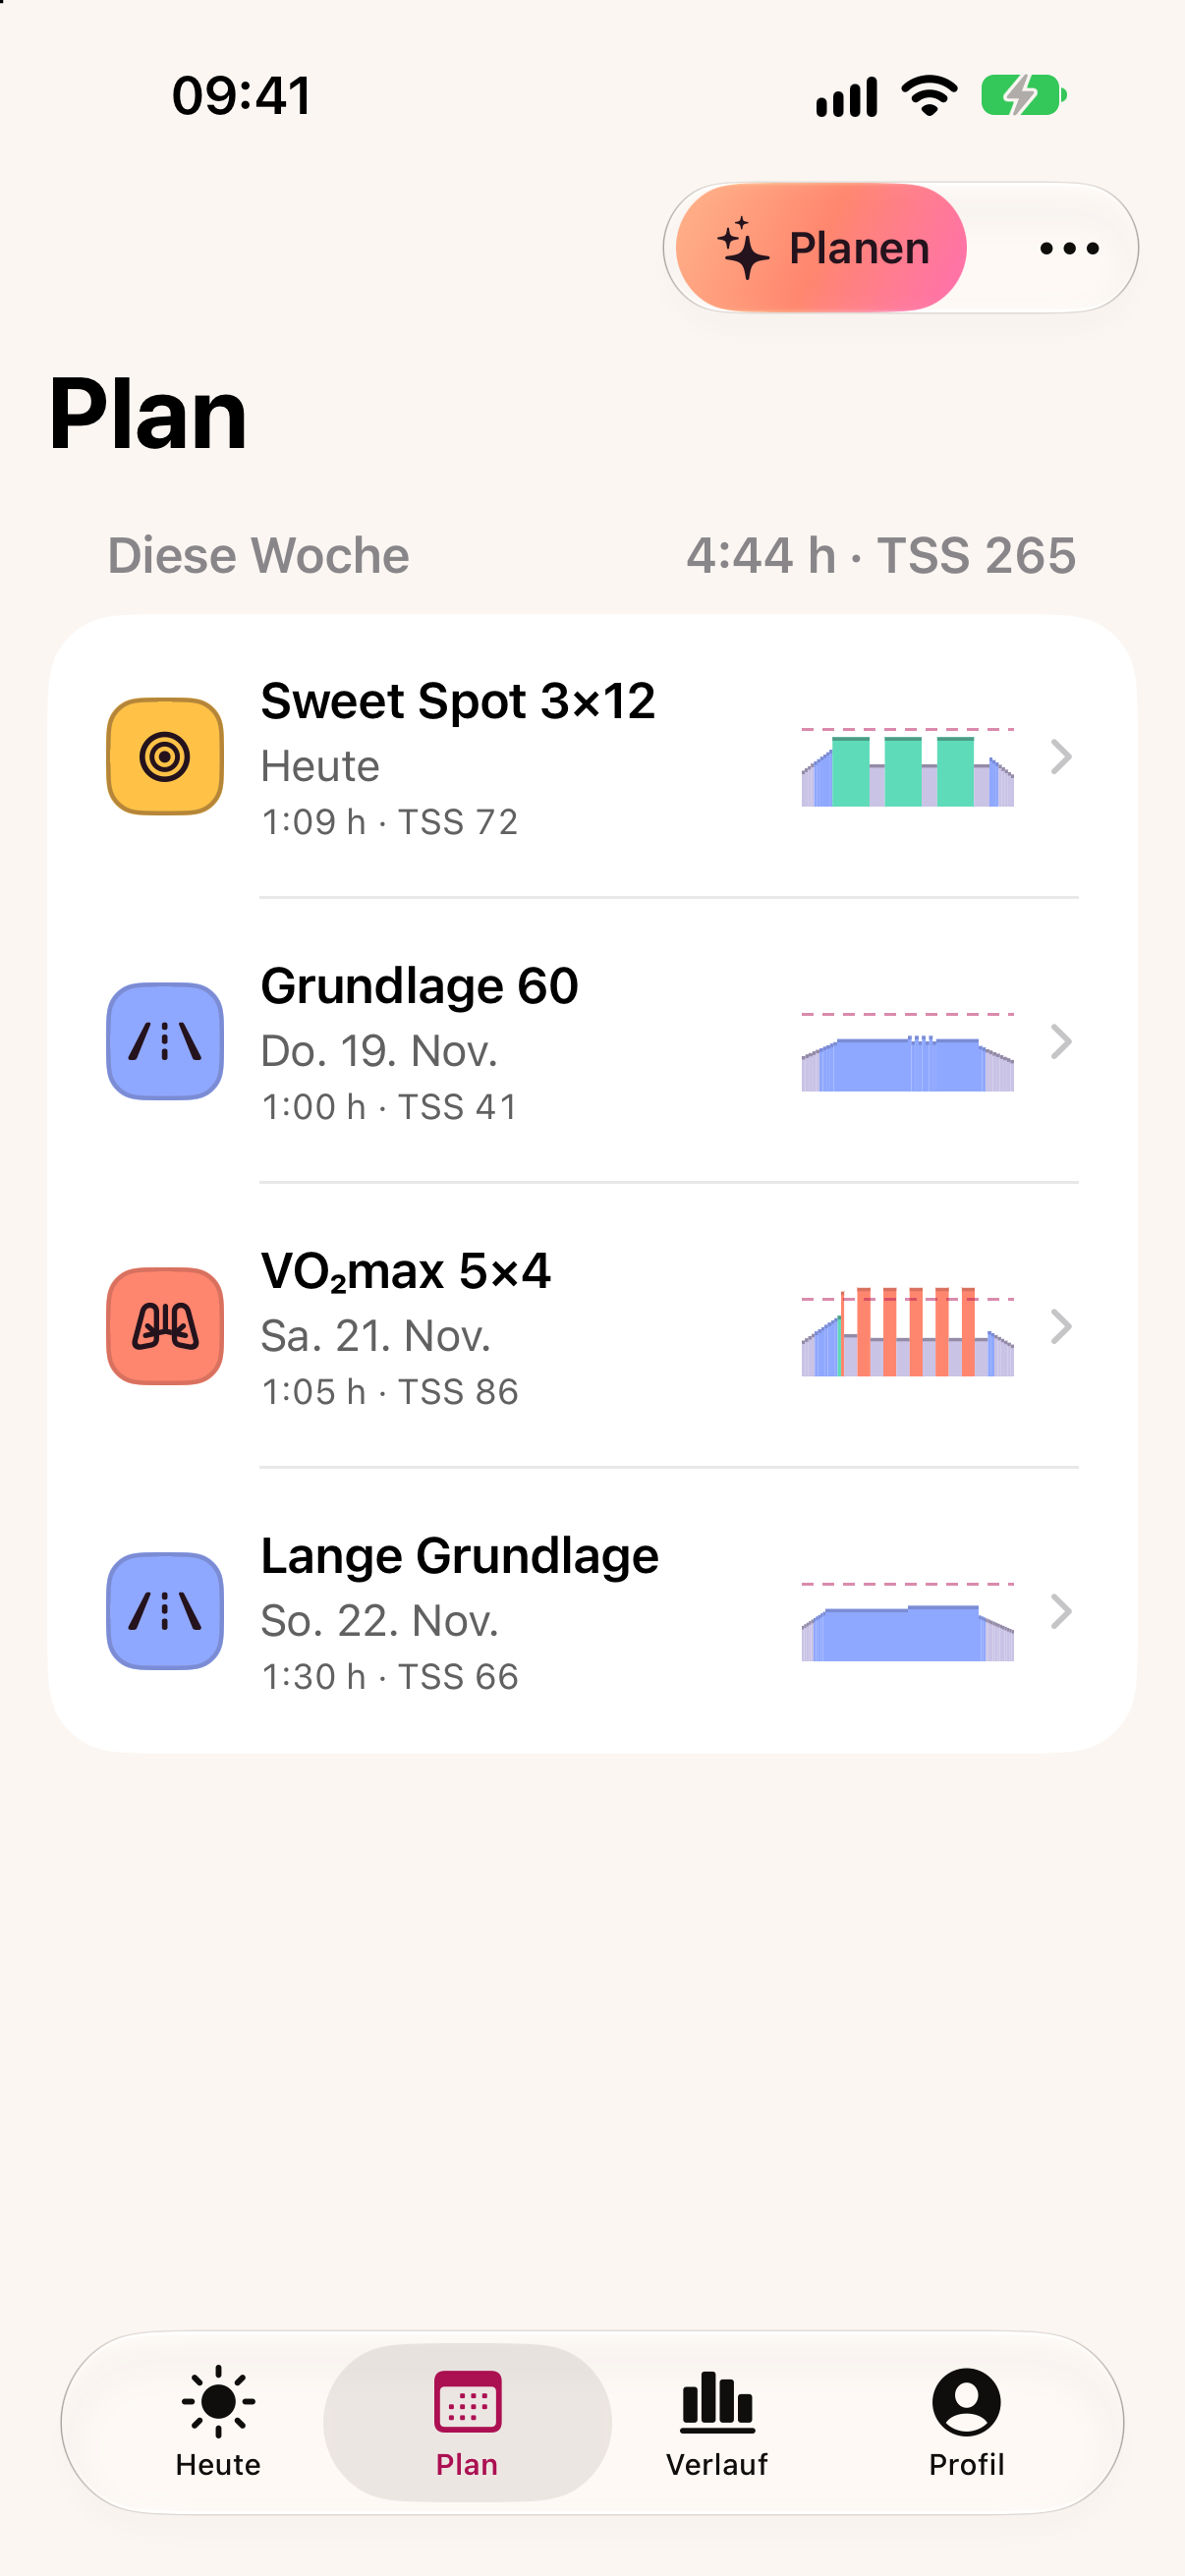 09:41
Planen
Plan
Diese Woche 4:44 h · TSS 265
Sweet Spot 3×12
Heute
1:09 h · TSS 72
Grundlage 60
Do. 19. Nov.
1:00 h · TSS 41
VO₂max 5×4
Sa. 21. Nov.
1:05 h · TSS 86
Lange Grundlage
So. 22. Nov.
1:30 h · TSS 66
Heute Plan Verlauf Profil